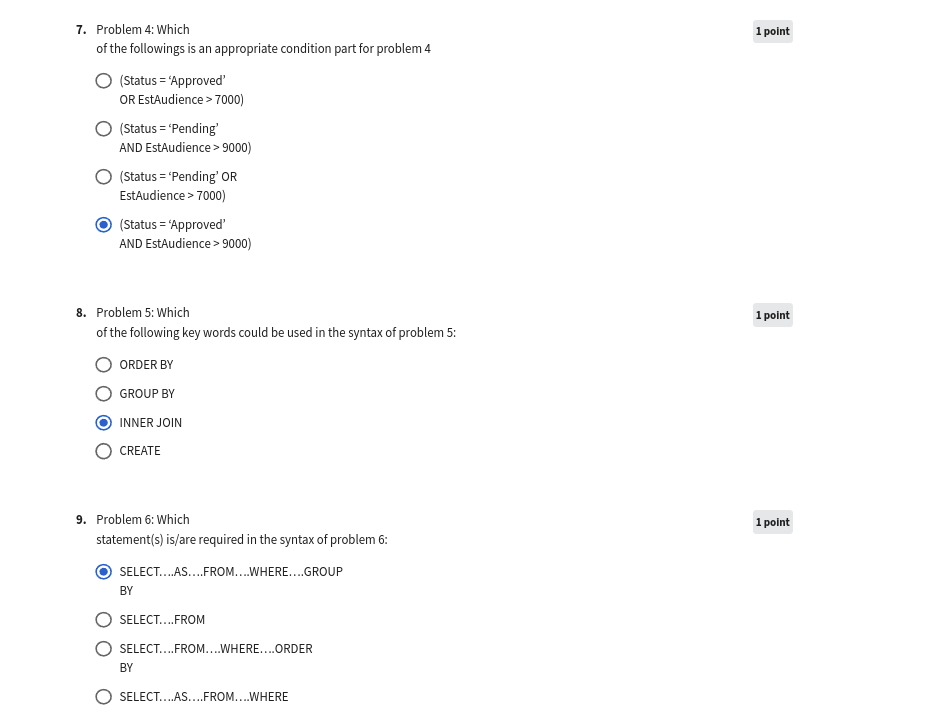 7. Problem 4: Which
1 point
of the followings is an appropriate condition part for problem 4
(Status = ‘Approved’
OR EstAudience > 7000)
(Status = ‘Pending’
AND EstAudience > 9000)
(Status = ‘Pending’ OR
EstAudience > 7000)
(Status = ‘Approved’
AND EstAudience > 9000)
8. Problem 5: Which
1 point
of the following key words could be used in the syntax of problem 5:
ORDER BY
GROUP BY
INNER JOIN
CREATE
9. Problem 6: Which
1 point
statement(s) is/are required in the syntax of problem 6:
SELECT….AS….FROM….WHERE….GROUP
BY
SELECT….FROM
SELECT….FROM….WHERE….ORDER
BY
SELECT….AS….FROM….WHERE